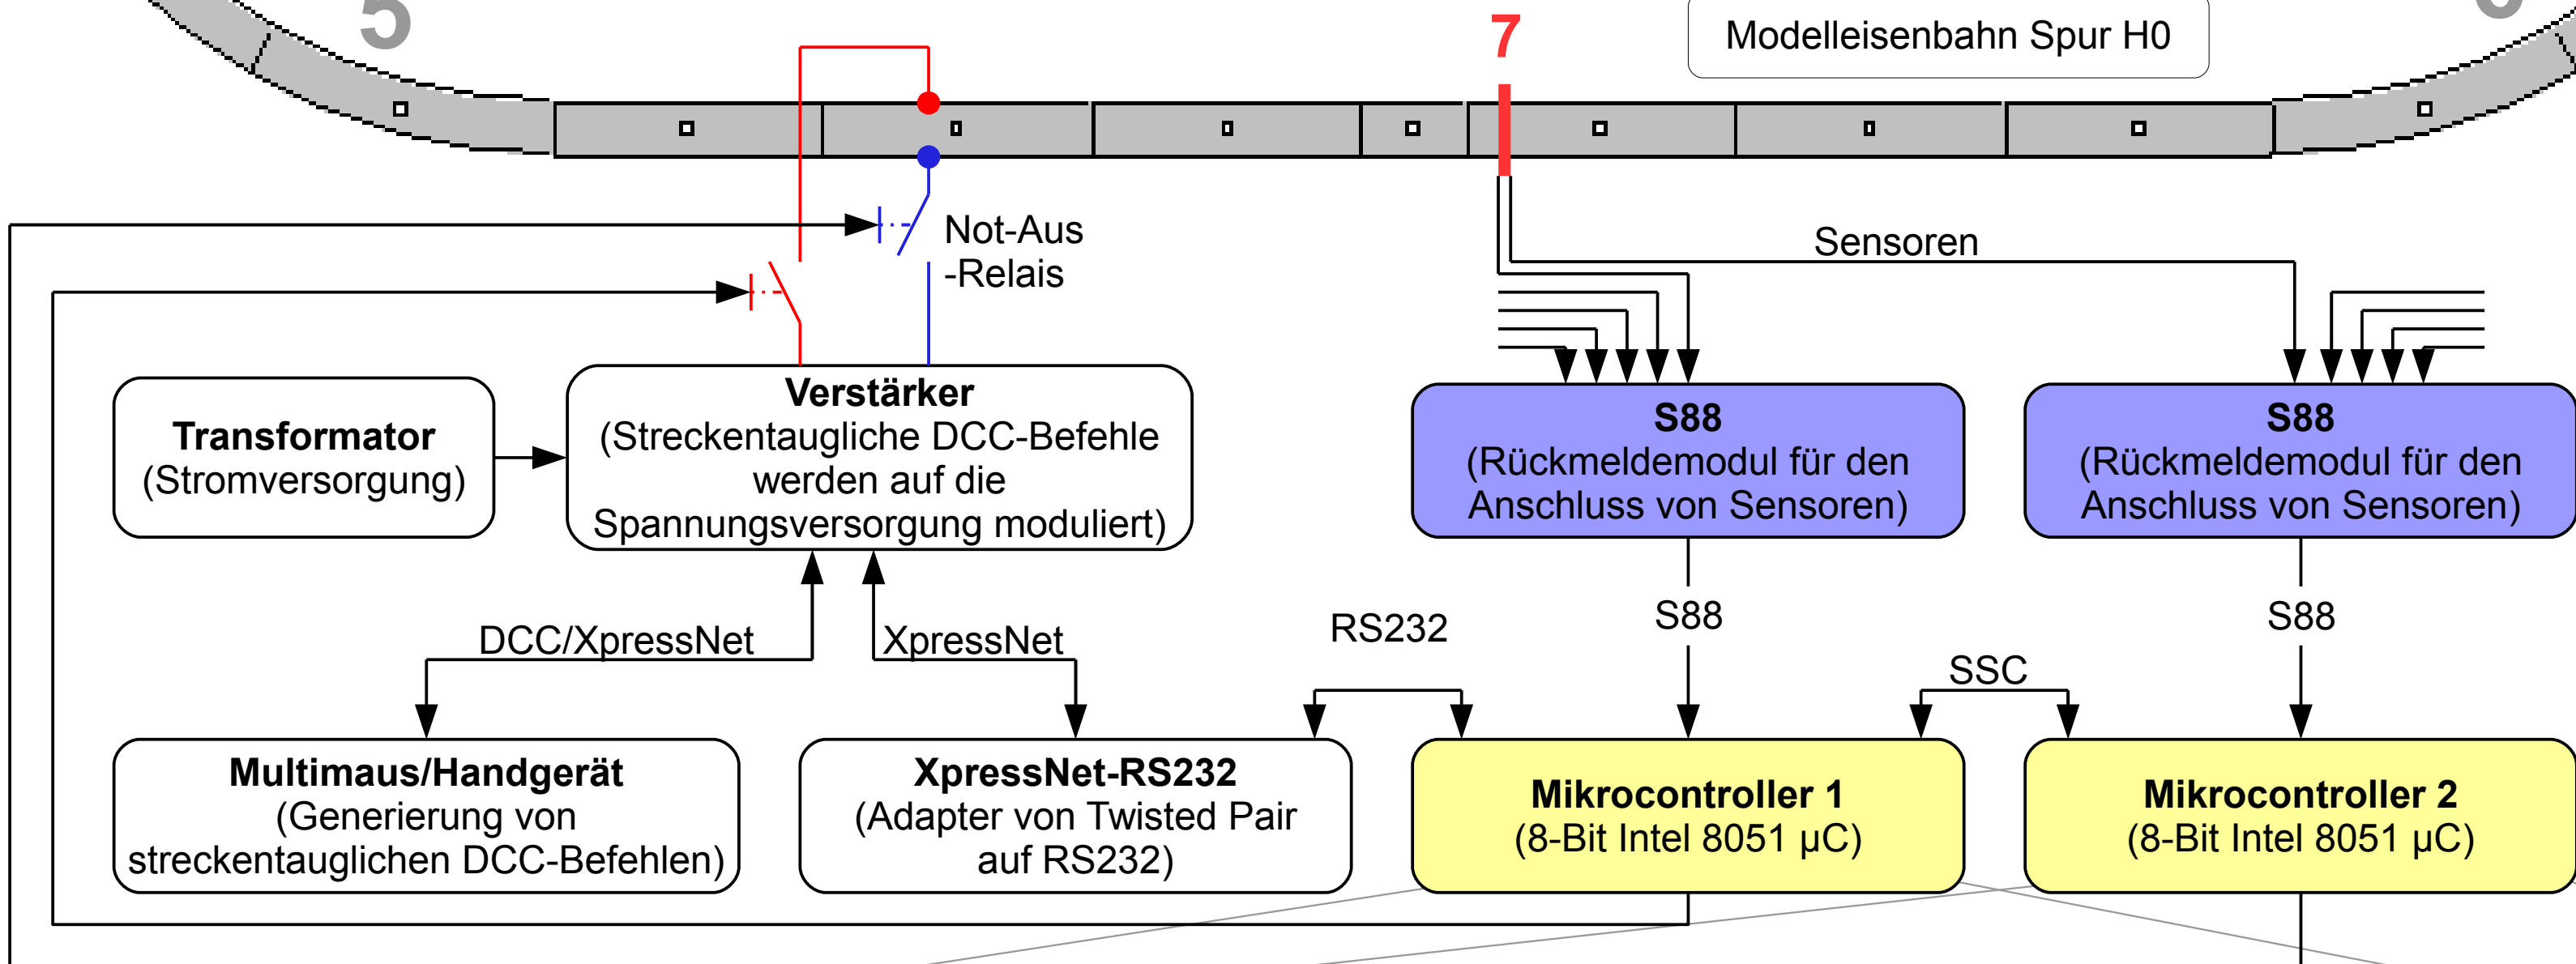 5
7
Modelleisenbahn Spur H0
Not-Aus
-Relais
Sensoren
Transformator
(Stromversorgung)
Verstärker
(Streckentaugliche DCC-Befehle
werden auf die
Spannungsversorgung moduliert)
S88
(Rückmeldemodul für den
Anschluss von Sensoren)
S88
(Rückmeldemodul für den
Anschluss von Sensoren)
DCC/XpressNet
XpressNet
RS232
S88
SSC
S88
Multimaus/Handgerät
(Generierung von
streckentauglichen DCC-Befehlen)
XpressNet-RS232
(Adapter von Twisted Pair
auf RS232)
Mikrocontroller 1
(8-Bit Intel 8051 µC)
Mikrocontroller 2
(8-Bit Intel 8051 µC)